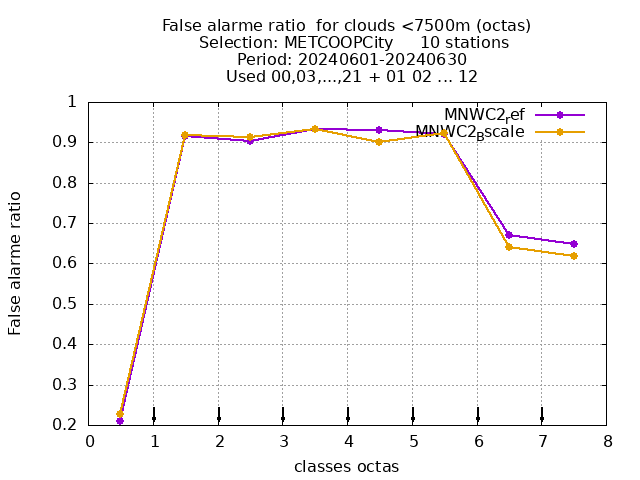 False alarme ratio  for clouds <7500m (octas)
Selection: METCOOPCity     10 stations
Period: 20240601-20240630
Used 00,03,...,21 + 01 02 ... 12
MNWC2ref
MNWC2Bscale
1
0.9
0.8
0.7
0.6
0.5
0.4
0.3
0.2
False alarme ratio
0 1 2 3 4 5 6 7 8
classes octas